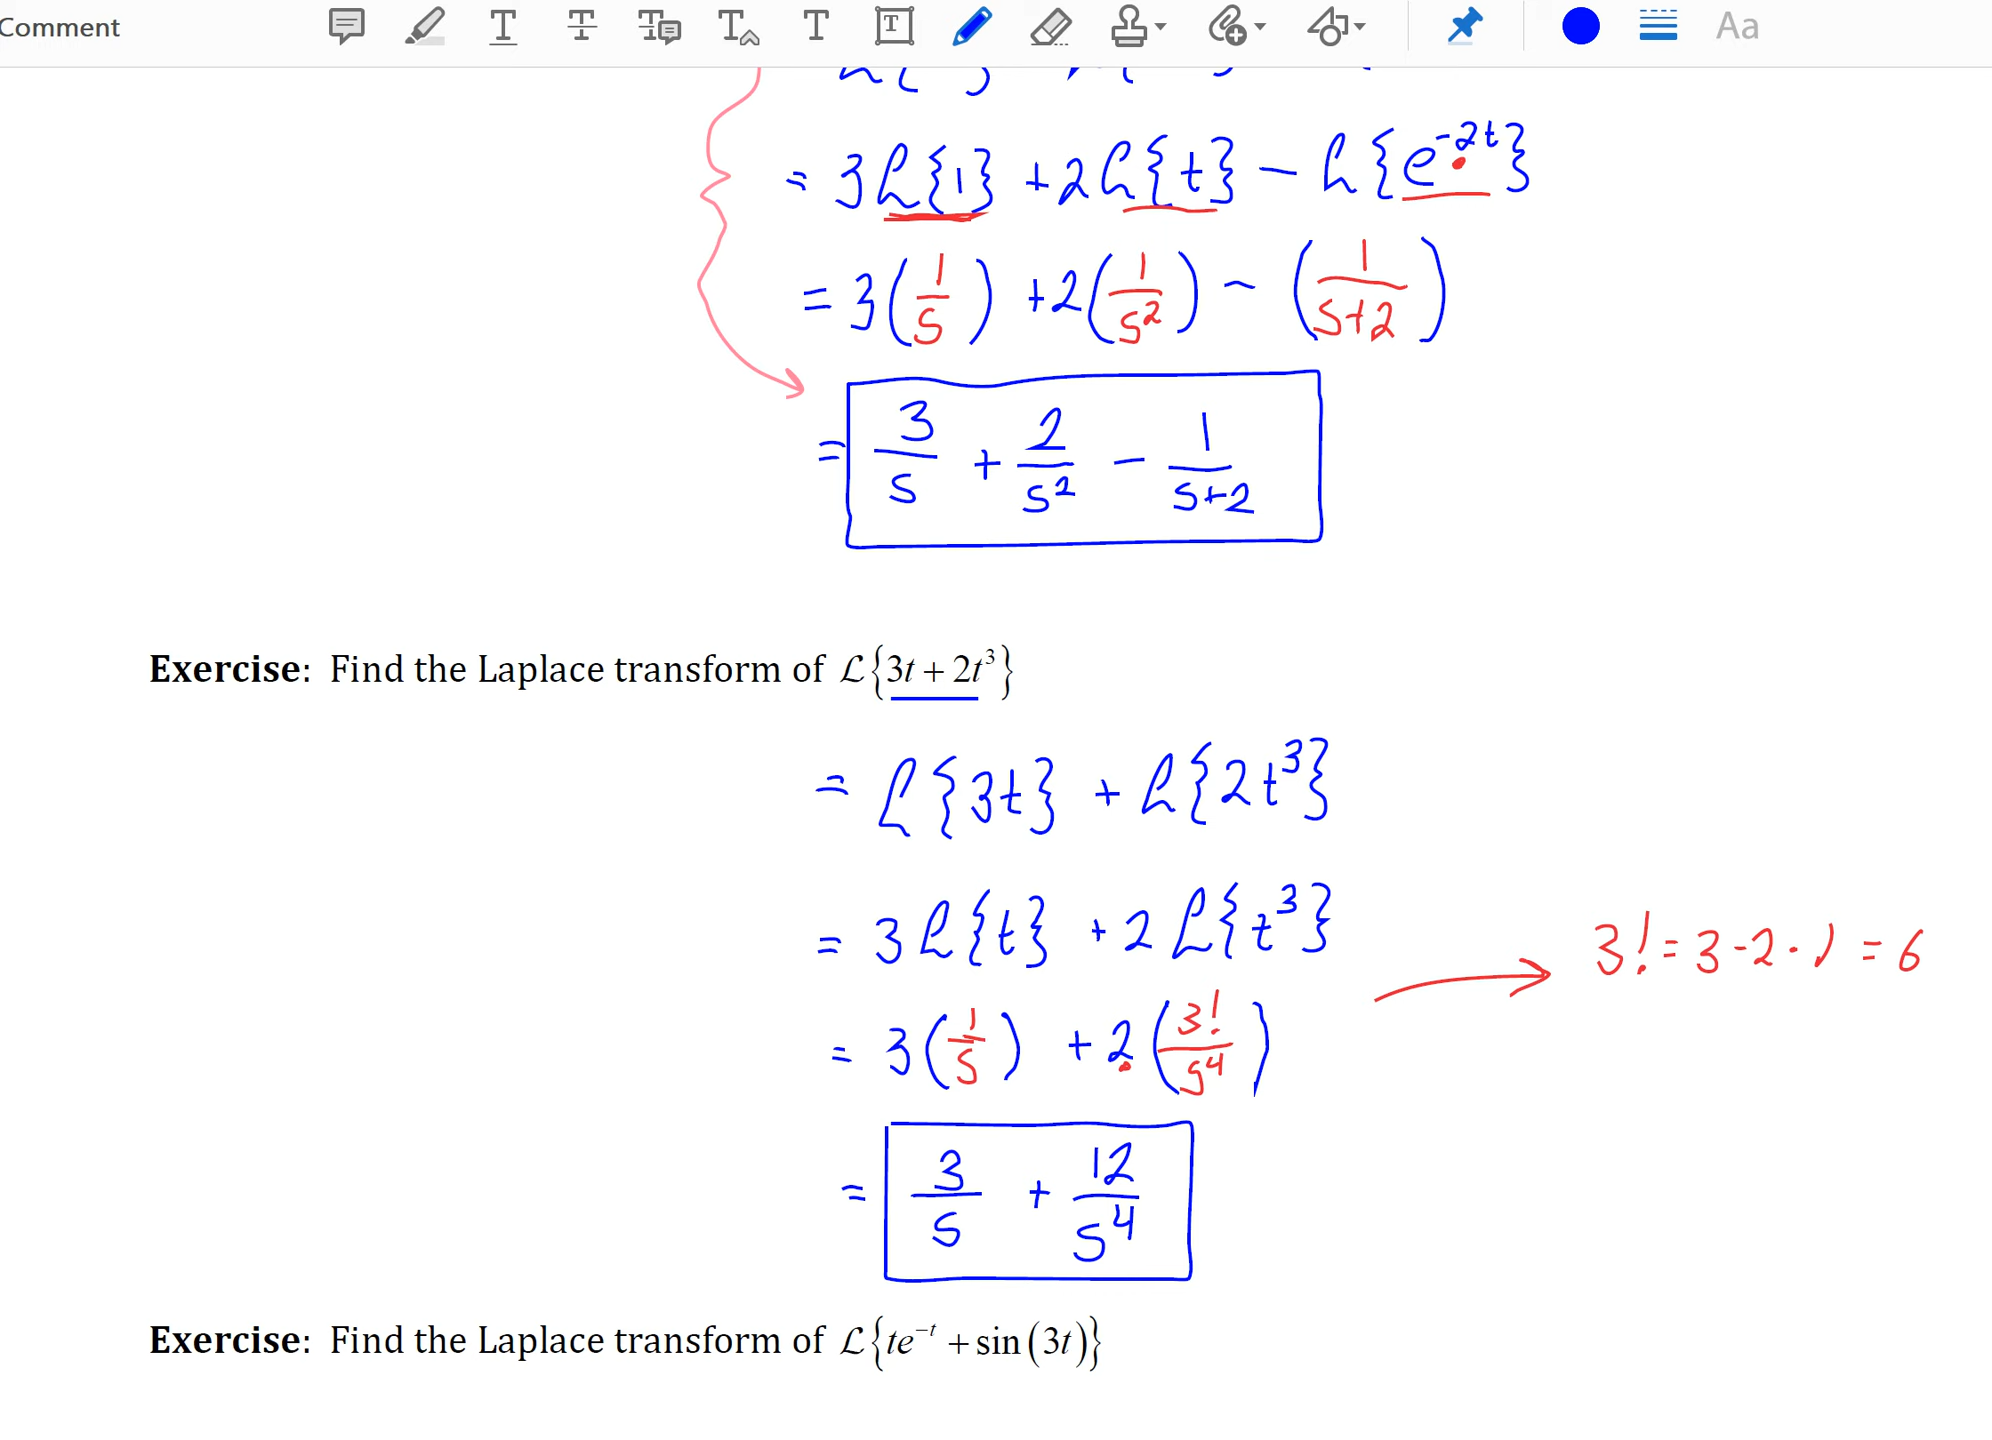 Comment T T T T T T Aa
= 3ℒ{1} + 2ℒ{t} − ℒ{e^{-2t}}
= 3(1/s) + 2(1/s²) − (1/(s+2))
= 3/s + 2/s² − 1/(s+2)
Exercise: Find the Laplace transform of ℒ{3t + 2t³}
= ℒ{3t} + ℒ{2t³}
= 3ℒ{t} + 2ℒ{t³}
3! = 3·2·1 = 6
= 3(1/s) + 2(3!/s⁴)
= 3/s + 12/s⁴
Exercise: Find the Laplace transform of ℒ{te^{-t} + sin(3t)}